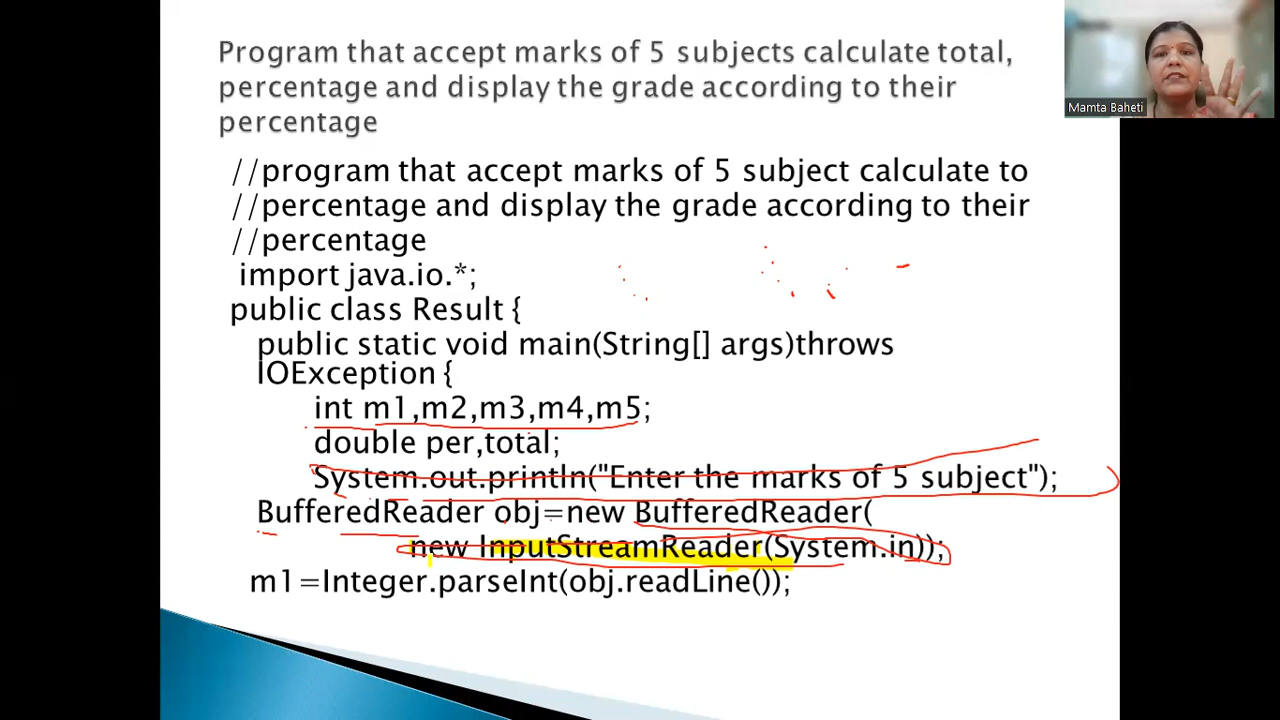 Program that accept marks of 5 subjects calculate total,
percentage and display the grade according to their
percentage
//program that accept marks of 5 subject calculate to
//percentage and display the grade according to their
//percentage
import java.io.*;
public class Result {
public static void main(String[] args)throws
IOException {
int m1,m2,m3,m4,m5;
double per,total;
System.out.println("Enter the marks of 5 subject");
BufferedReader obj=new BufferedReader(
new InputStreamReader(System.in));
m1=Integer.parseInt(obj.readLine());
Mamta Baheti